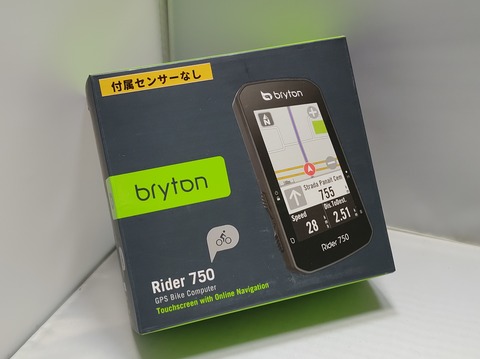 付属センサーなし
bryton
Rider 750
GPS Bike Computer
Touchscreen with Online Navigation
bryton
N
Strada Panait Cem
755
Speed
Dis.ToDest.
28
2.51
Rider 750